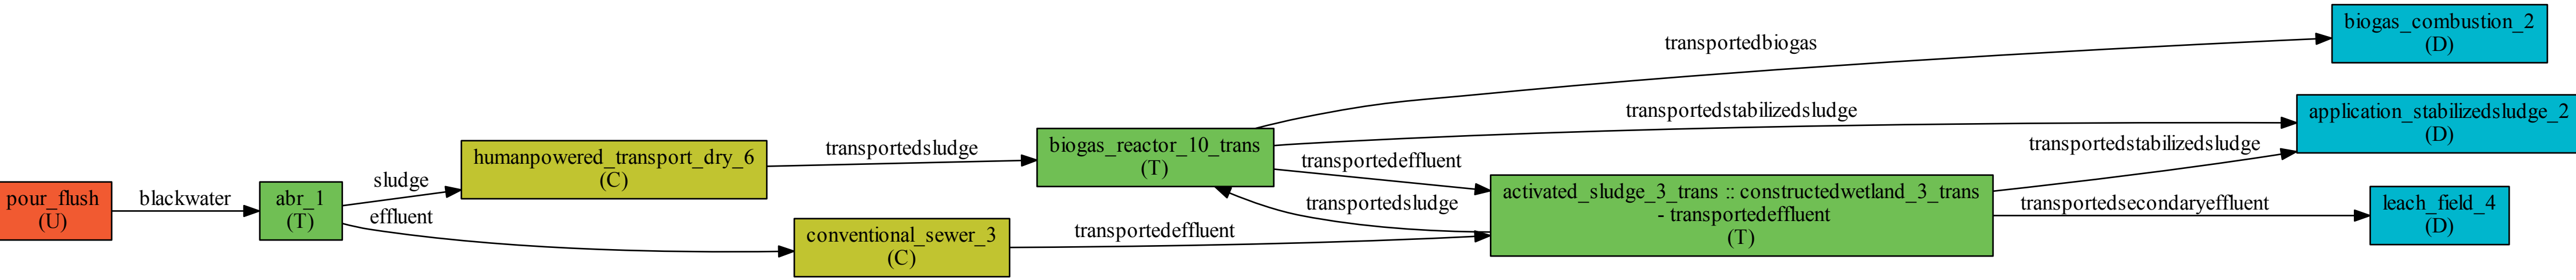 pour_flush
(U)
blackwater
abr_1
(T)
sludge
effluent
humanpowered_transport_dry_6
(C)
conventional_sewer_3
(C)
transportedsludge
transportedeffluent
biogas_reactor_10_trans
(T)
transportedbiogas
transportedstabilizedsludge
transportedeffluent
transportedsludge
activated_sludge_3_trans :: constructedwetland_3_trans
- transportedeffluent
(T)
transportedstabilizedsludge
transportedsecondaryeffluent
biogas_combustion_2
(D)
application_stabilizedsludge_2
(D)
leach_field_4
(D)